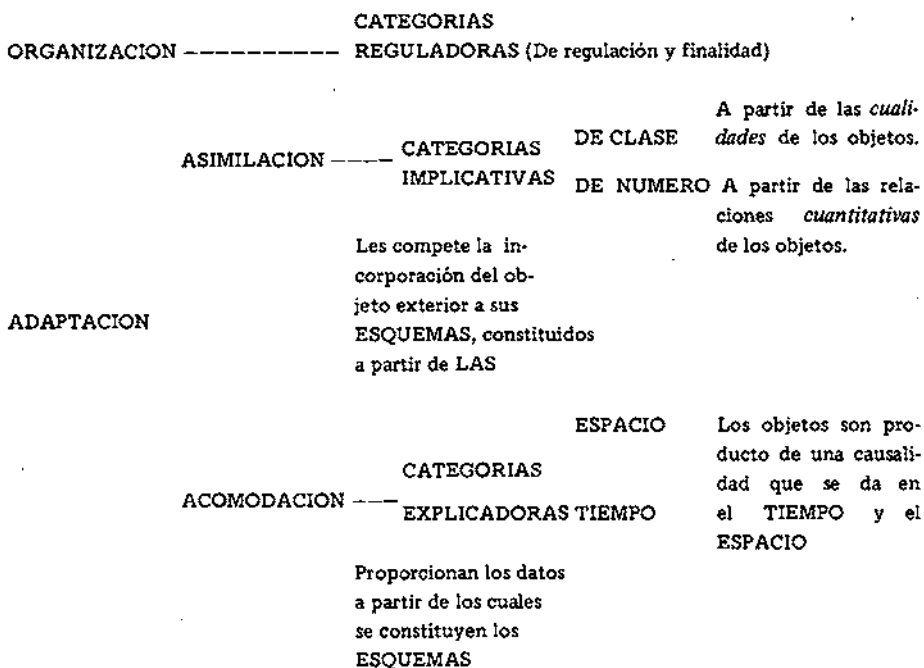 CATEGORIAS
ORGANIZACION ----------- REGULADORAS (De regulación y finalidad)
A partir de las cuali-
DE CLASE dades de los objetos.
ASIMILACION ---- CATEGORIAS
IMPLICATIVAS
DE NUMERO A partir de las rela-
ciones cuantitativas
de los objetos.
Les compete la in-
corporación del ob-
jeto exterior a sus
ESQUEMAS, constituidos
a partir de LAS
ADAPTACION
ESPACIO Los objetos son pro-
ducto de una causali-
dad que se da en
el TIEMPO y el
ESPACIO
CATEGORIAS
ACOMODACION --- EXPLICADORAS TIEMPO
Proporcionan los datos
a partir de los cuales
se constituyen los
ESQUEMAS